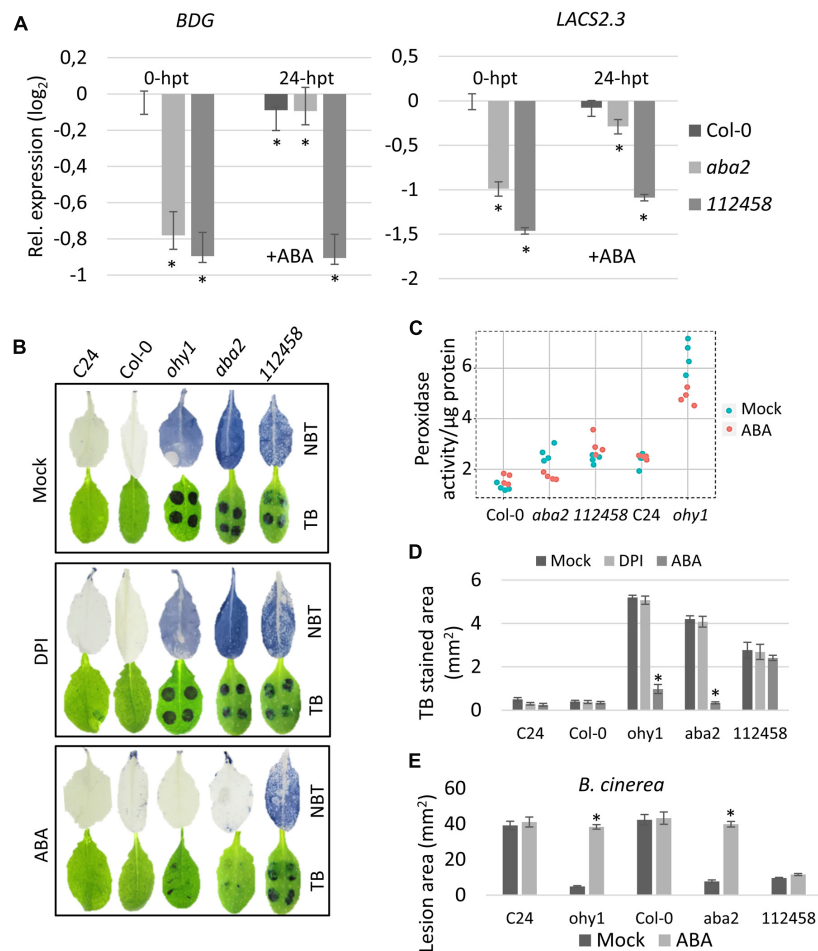 A
BDG
LACS2.3
Rel. expression (log2)
0,2
0
-0,2
-0,4
-0,6
-0,8
-1
0-hpt
24-hpt
* * * * *
+ABA
0,5
0
-0,5
-1
-1,5
-2
0-hpt
24-hpt
* * * *
+ABA
Col-0
aba2
112458
B
C24 Col-0 ohy1 aba2 112458
Mock
NBT
TB
DPI
NBT
TB
ABA
NBT
TB
C
Peroxidase
activity/µg protein
6
4
2
Col-0 aba2 112458 C24 ohy1
Mock
ABA
D
Mock DPI ABA
TB stained area
(mm2)
6
4
2
0
* *
C24 Col-0 ohy1 aba2 112458
E
B. cinerea
Lesion area (mm2)
60
40
20
0
* *
C24 ohy1 Col-0 aba2 112458
Mock ABA